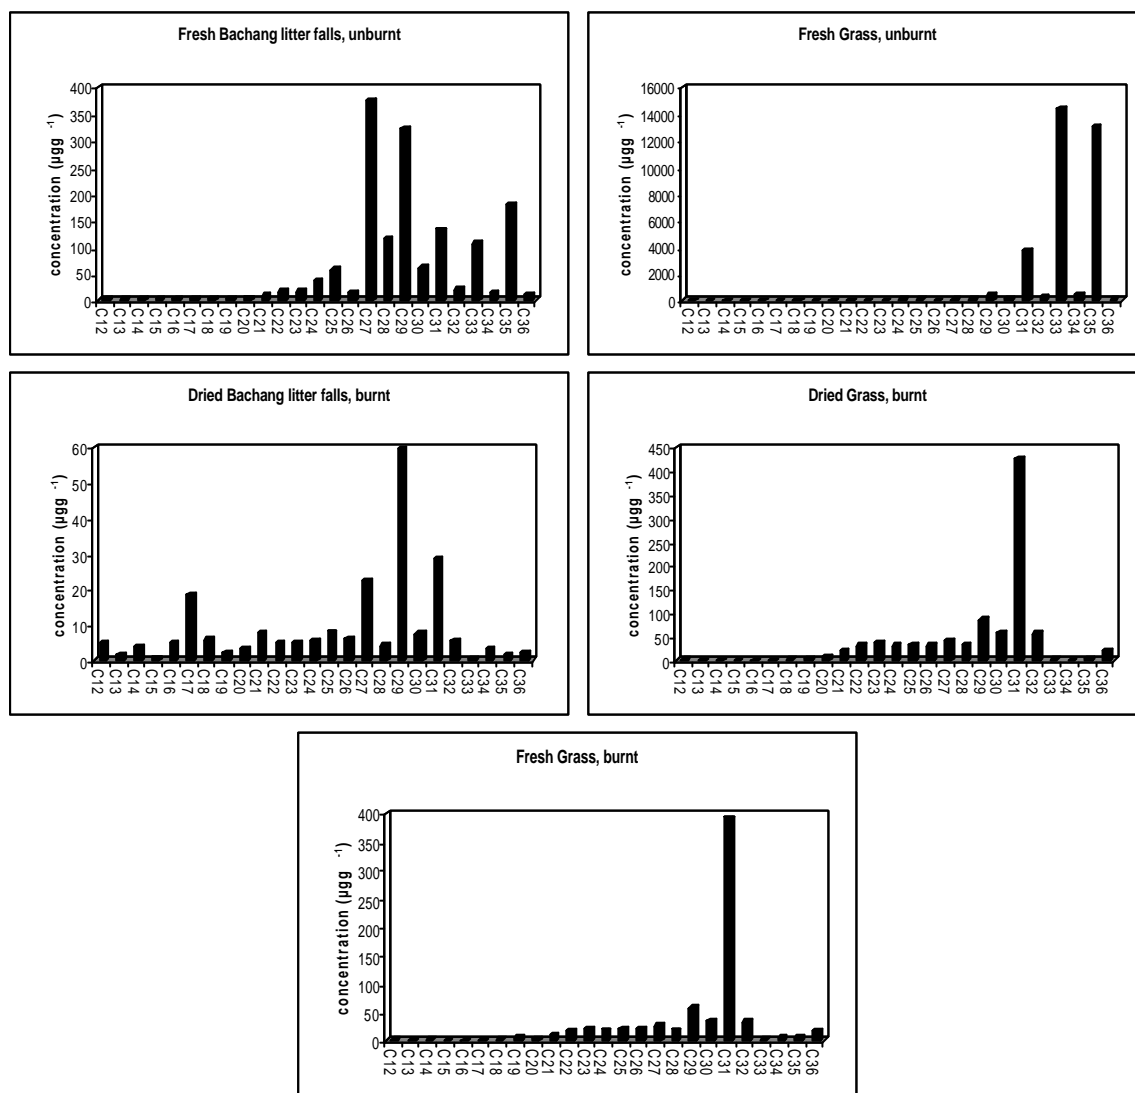 Fresh Bachang litter falls, unburnt
concentration (µgg -1)
400
350
300
250
200
150
100
50
0
C12 C13 C14 C15 C16 C17 C18 C19 C20 C21 C22 C23 C24 C25 C26 C27 C28 C29 C30 C31 C32 C33 C34 C35 C36
Fresh Grass, unburnt
concentration (µgg -1)
16000
14000
12000
10000
8000
6000
4000
2000
0
C12 C13 C14 C15 C16 C17 C18 C19 C20 C21 C22 C23 C24 C25 C26 C27 C28 C29 C30 C31 C32 C33 C34 C35 C36
Dried Bachang litter falls, burnt
concentration (µgg -1)
60
50
40
30
20
10
0
C12 C13 C14 C15 C16 C17 C18 C19 C20 C21 C22 C23 C24 C25 C26 C27 C28 C29 C30 C31 C32 C33 C34 C35 C36
Dried Grass, burnt
concentration (µgg -1)
450
400
350
300
250
200
150
100
50
0
C12 C13 C14 C15 C16 C17 C18 C19 C20 C21 C22 C23 C24 C25 C26 C27 C28 C29 C30 C31 C32 C33 C34 C35 C36
Fresh Grass, burnt
concentration (µgg -1)
400
350
300
250
200
150
100
50
0
C12 C13 C14 C15 C16 C17 C18 C19 C20 C21 C22 C23 C24 C25 C26 C27 C28 C29 C30 C31 C32 C33 C34 C35 C36